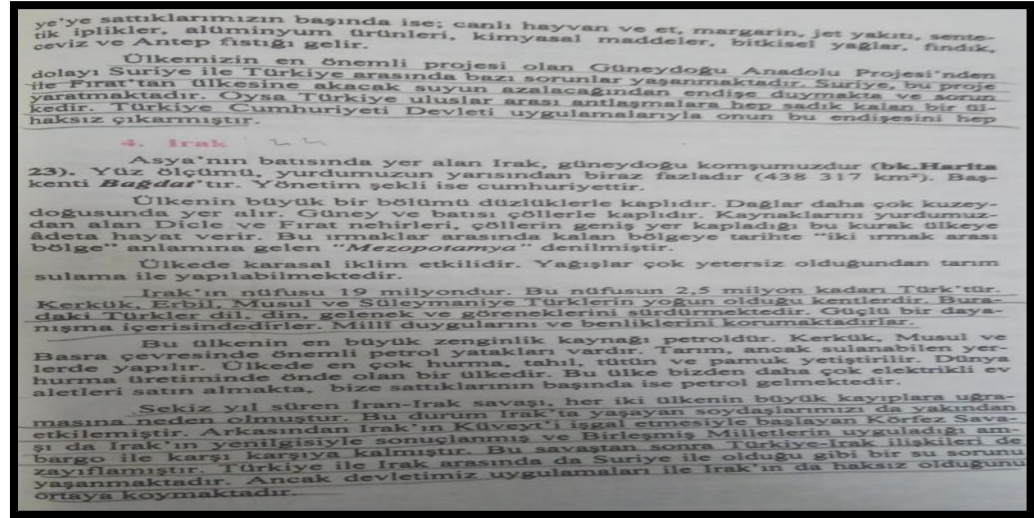 ye'ye sattıklarımızın başında ise; canlı hayvan ve et, margarin, jet yakıtı, sente-
tik iplikler, alüminyum ürünleri, kimyasal maddeler, bitkisel yağlar, fındık,
ceviz ve Antep fıstığı gelir.
Ülkemizin en önemli projesi olan Güneydoğu Anadolu Projesi'nden
dolayı Suriye ile Türkiye arasında bazı sorunlar yaşanmaktadır. Suriye, bu proje
ile Fırat'tan ülkesine akacak suyun azalacağından endişe duymakta ve sorun
yaratmaktadır. Oysa Türkiye uluslar arası antlaşmalara hep sadık kalan bir ül-
kedir. Türkiye Cumhuriyeti Devleti uygulamalarıyla onun bu endişesini hep
haksız çıkarmıştır.
4. Irak
Asya'nın batısında yer alan Irak, güneydoğu komşumuzdur (bk.Harita
23). Yüz ölçümü, yurdumuzun yarısından biraz fazladır (438 317 km²). Baş-
kenti Bağdat'tır. Yönetim şekli ise cumhuriyettir.
Ülkenin büyük bir bölümü düzlüklerle kaplıdır. Dağlar daha çok kuzey-
doğusunda yer alır. Güney ve batısı çöllerle kaplıdır. Kaynaklarını yurdumuz-
dan alan Dicle ve Fırat nehirleri, çöllerin geniş yer kapladığı bu kurak ülkeye
âdeta hayat verir. Bu ırmaklar arasında kalan bölgeye tarihte "iki ırmak arası
bölge" anlamına gelen "Mezopotamya" denilmiştir.
Ülkede karasal iklim etkilidir. Yağışlar çok yetersiz olduğundan tarım
sulama ile yapılabilmektedir.
Irak'ın nüfusu 19 milyondur. Bu nüfusun 2,5 milyon kadarı Türk'tür.
Kerkük, Erbil, Musul ve Süleymaniye Türklerin yoğun olduğu kentlerdir. Bura-
daki Türkler dil, din, gelenek ve göreneklerini sürdürmektedir. Güçlü bir daya-
nışma içerisindedirler. Millî duygularını ve benliklerini korumaktadırlar.
Bu ülkenin en büyük zenginlik kaynağı petroldür. Kerkük, Musul ve
Basra çevresinde önemli petrol yatakları vardır. Tarım, ancak sulanabilen yer-
lerde yapılır. Ülkede en çok hurma, tahıl, tütün ve pamuk yetiştirilir. Dünya
hurma üretiminde önde olan bir ülkedir. Bu ülke bizden daha çok elektrikli ev
aletleri satın almakta, bize sattıklarının başında ise petrol gelmektedir.
Sekiz yıl süren İran-Irak savaşı, her iki ülkenin büyük kayıplara uğra-
masına neden olmuştur. Bu durum Irak'ta yaşayan soydaşlarımızı da yakından
etkilemiştir. Arkasından Irak'ın Küveyt'i işgal etmesiyle başlayan Körfez Sava-
şı da Irak'ın yenilgisiyle sonuçlanmış ve Birleşmiş Milletlerin uyguladığı am-
bargo ile karşı karşıya kalmıştır. Bu savaştan sonra Türkiye-Irak ilişkileri de
zayıflamıştır. Türkiye ile Irak arasında da Suriye ile olduğu gibi bir su sorunu
yaşanmaktadır. Ancak devletimiz uygulamaları ile Irak'ın da haksız olduğunu
ortaya koymaktadır.